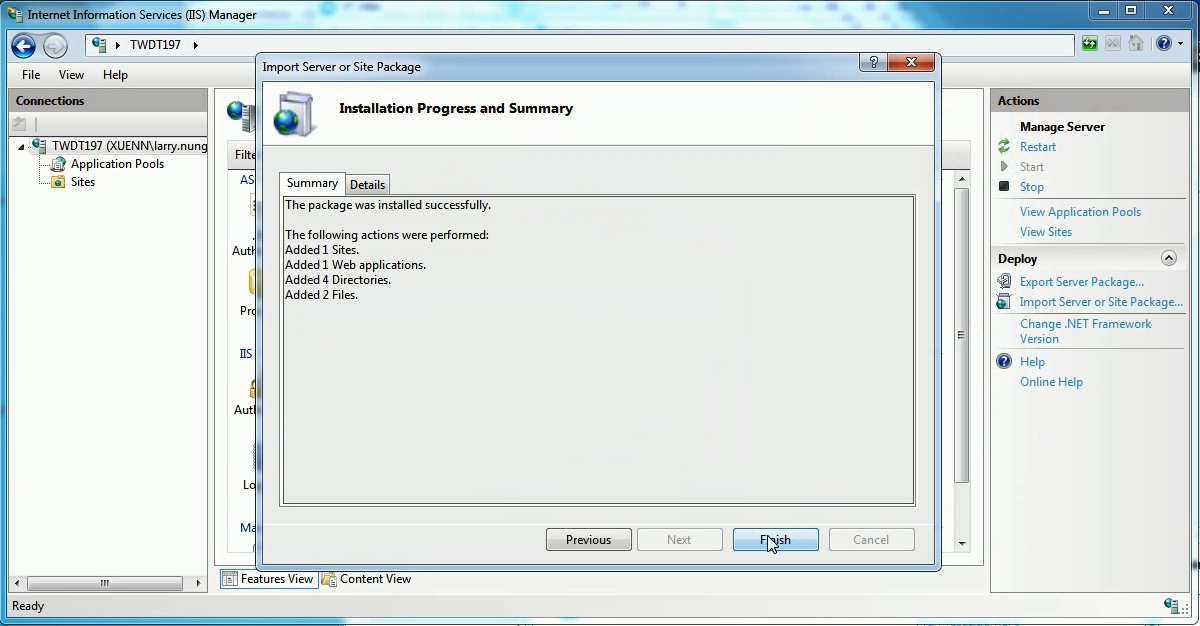 Internet Information Services (IIS) Manager
TWDT197
File View Help
Connections
TWDT197 (XUENN\larry.nung
Application Pools
Sites
Filte
AS
Auth
Pro
IIS
Auth
Lo
Ma
Import Server or Site Package
?
Installation Progress and Summary
Summary Details
The package was installed successfully.
The following actions were performed:
Added 1 Sites.
Added 1 Web applications.
Added 4 Directories.
Added 2 Files.
Previous Next Finish Cancel
Features View Content View
Actions
Manage Server
Restart
Start
Stop
View Application Pools
View Sites
Deploy
Export Server Package...
Import Server or Site Package...
Change .NET Framework
Version
Help
Online Help
Ready